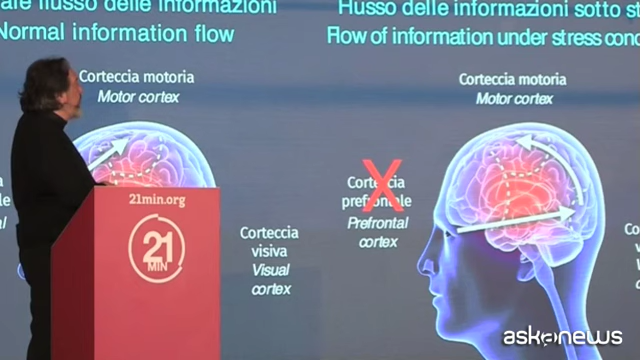 ale flusso delle informazioni
Normal information flow
Corteccia motoria
Motor cortex
Corteccia
visiva
Visual
cortex
21min.org
21
MIN
Flusso delle informazioni sotto
Flow of information under stress
Corteccia motoria
Motor cortex
Corteccia
prefrontale
Prefrontal
cortex
askanews